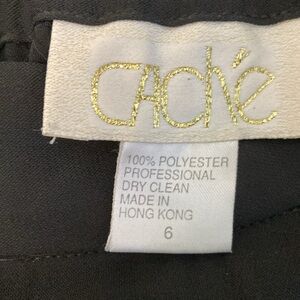 Caché
100% POLYESTER
PROFESSIONAL
DRY CLEAN
MADE IN
HONG KONG
6